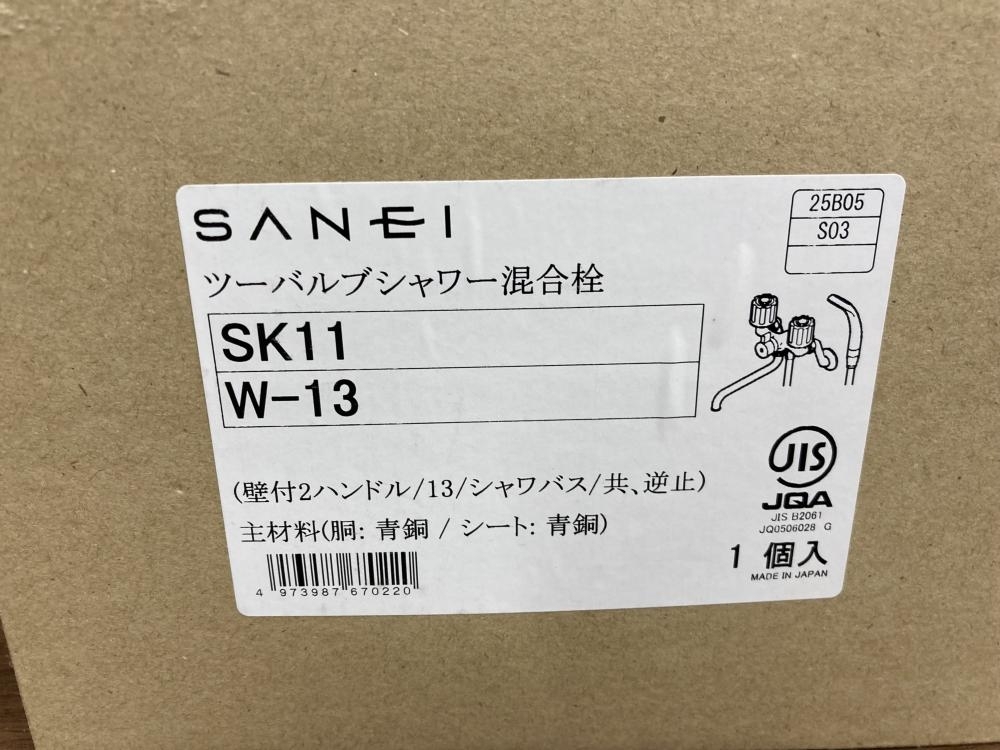 SANEI
25B05
S03
ツーバルブシャワー混合栓
SK11
W-13
(壁付2ハンドル/13/シャワバス/共、逆止)
主材料(胴: 青銅 / シート: 青銅)
JIS
JQA
JIS B2061
JQ0506028 G
1 個入
MADE IN JAPAN
4 973987 670220